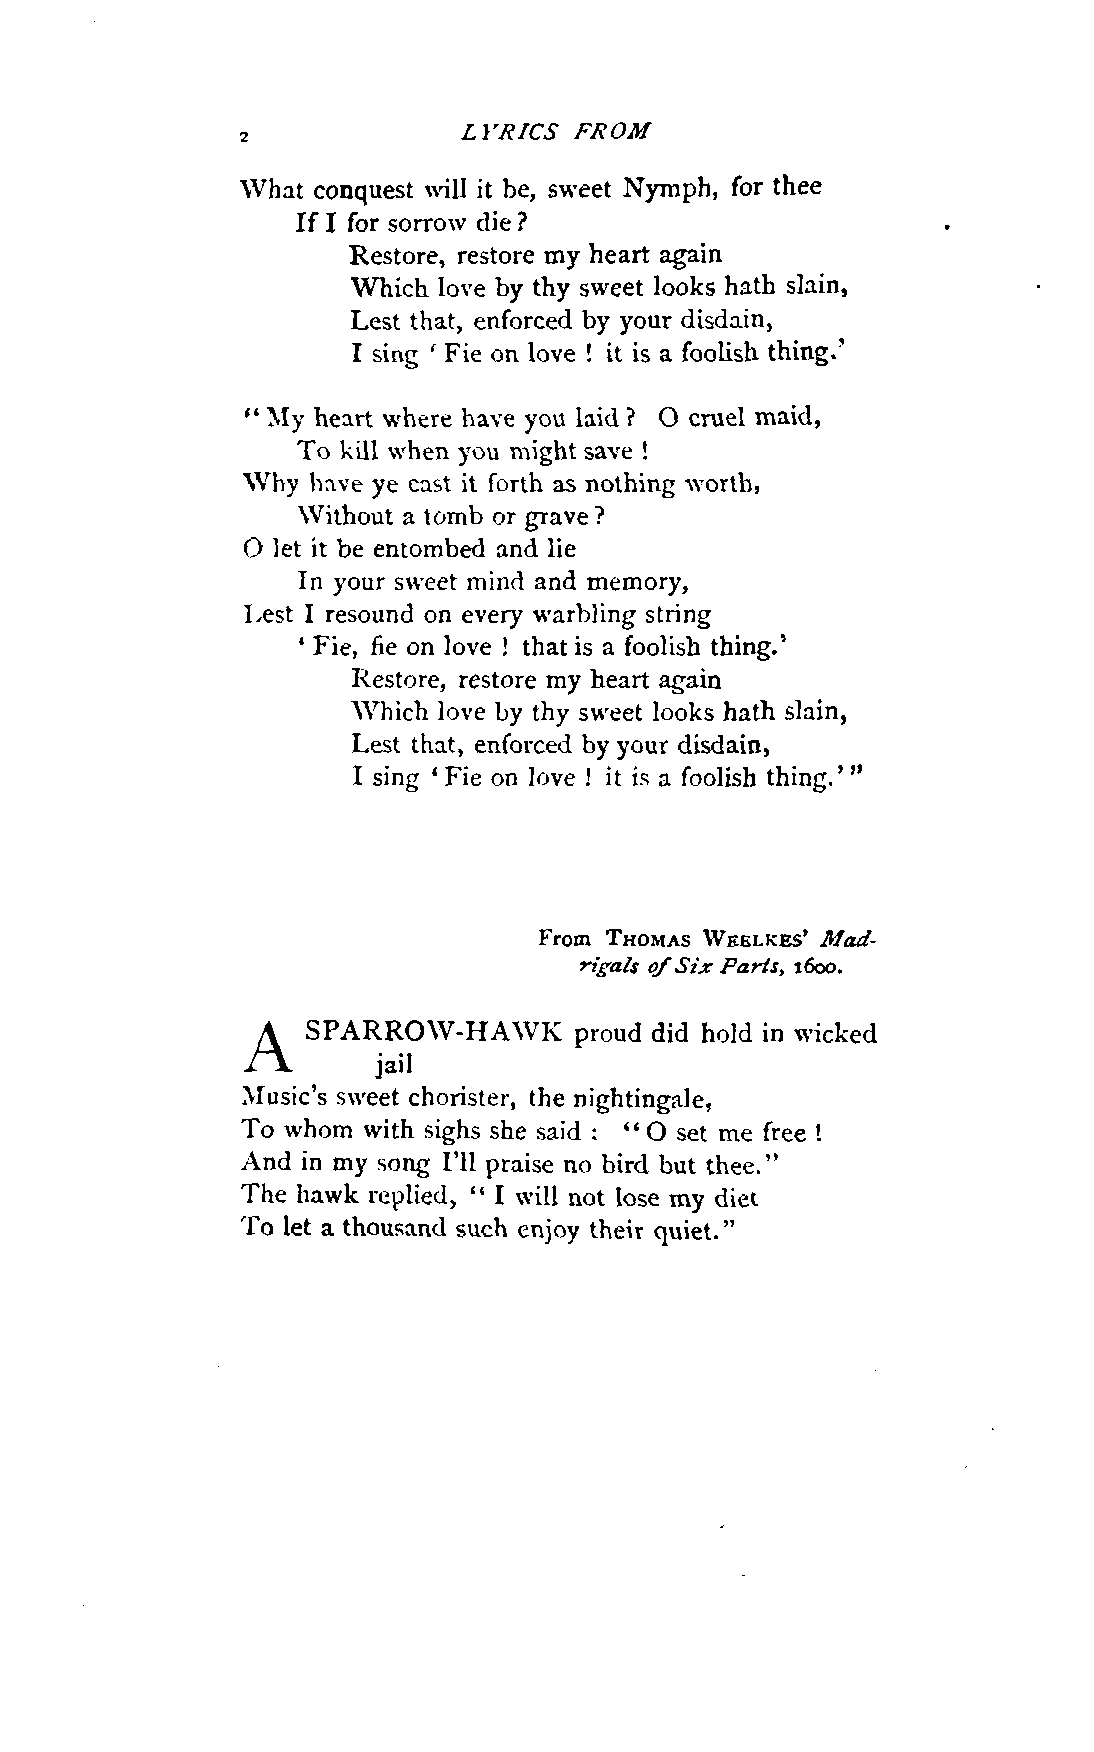 2 LYRICS FROM
What conquest will it be, sweet Nymph, for thee
If I for sorrow die?
Restore, restore my heart again
Which love by thy sweet looks hath slain,
Lest that, enforced by your disdain,
I sing ‘Fie on love ! it is a foolish thing.’
“My heart where have you laid? O cruel maid,
To kill when you might save !
Why have ye cast it forth as nothing worth,
Without a tomb or grave?
O let it be entombed and lie
In your sweet mind and memory,
Lest I resound on every warbling string
‘Fie, fie on love ! that is a foolish thing.’
Restore, restore my heart again
Which love by thy sweet looks hath slain,
Lest that, enforced by your disdain,
I sing ‘Fie on love ! it is a foolish thing.’”
From THOMAS WEELKES’ Mad-
rigals of Six Parts, 1600.
A SPARROW-HAWK proud did hold in wicked
jail
Music’s sweet chorister, the nightingale,
To whom with sighs she said : “O set me free !
And in my song I’ll praise no bird but thee.”
The hawk replied, “I will not lose my diet
To let a thousand such enjoy their quiet.”